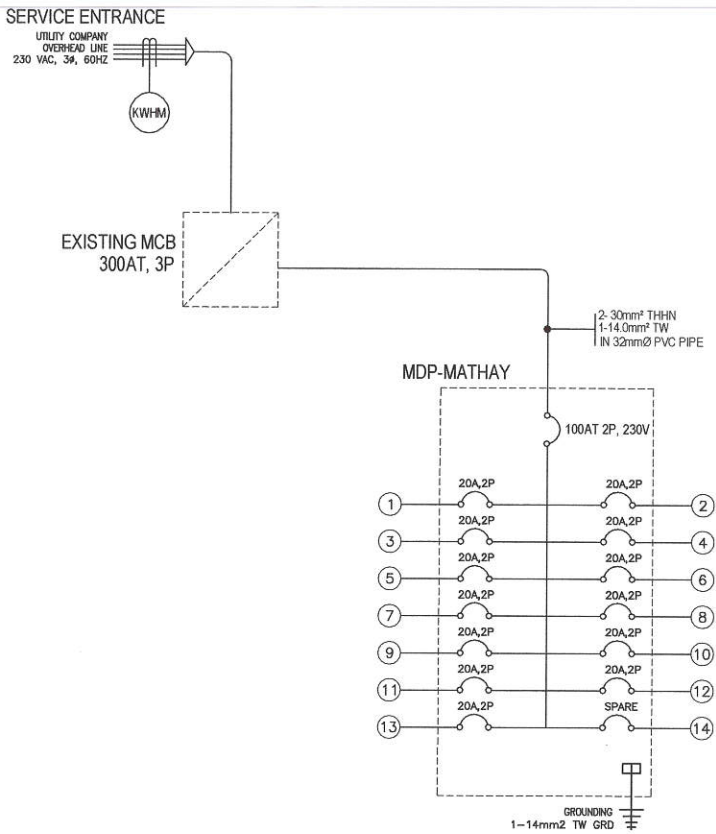 SERVICE ENTRANCE
UTILITY COMPANY
OVERHEAD LINE
230 VAC, 3ø, 60HZ
KWHM
EXISTING MCB
300AT, 3P
2- 30mm² THHN
1-14.0mm² TW
IN 32mmØ PVC PIPE
MDP-MATHAY
100AT 2P, 230V
20A,2P 20A,2P
1 2
20A,2P 20A,2P
3 4
20A,2P 20A,2P
5 6
20A,2P 20A,2P
7 8
20A,2P 20A,2P
9 10
20A,2P 20A,2P
11 12
20A,2P SPARE
13 14
GROUNDING
1-14mm2 TW GRD